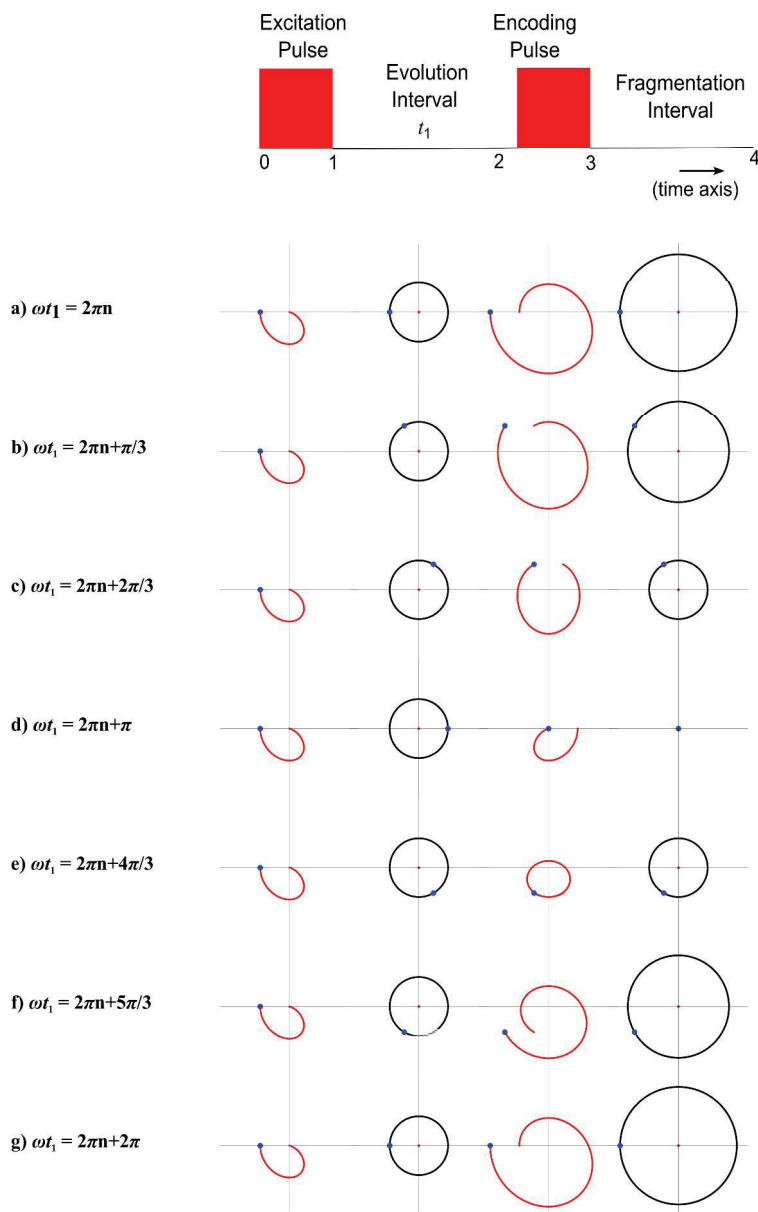 Excitation
Pulse
Evolution
Interval
t₁
Encoding
Pulse
Fragmentation
Interval
0 1 2 3 4
(time axis)
a) ωt1 = 2πn
b) ωt₁ = 2πn+π/3
c) ωt₁ = 2πn+2π/3
d) ωt₁ = 2πn+π
e) ωt₁ = 2πn+4π/3
f) ωt₁ = 2πn+5π/3
g) ωt₁ = 2πn+2π